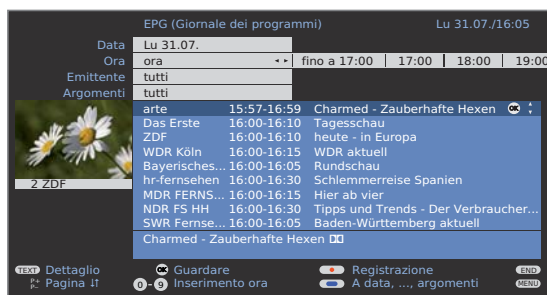 EPG (Giornale dei programmi) Lu 31.07./16:05
Data Lu 31.07.
Ora ora fino a 17:00 17:00 18:00 19:00
Emittente tutti
Argomenti tutti
arte 15:57-16:59 Charmed - Zauberhafte Hexen OK
Das Erste 16:00-16:10 Tagesschau
ZDF 16:00-16:10 heute - in Europa
WDR Köln 16:00-16:15 WDR aktuell
Bayerisches... 16:00-16:05 Rundschau
2 ZDF
hr-fernsehen 16:00-16:30 Schlemmerreise Spanien
MDR FERNS... 16:00-16:15 Hier ab vier
NDR FS HH 16:00-16:30 Tipps und Trends - Der Verbraucher...
SWR Fernse... 16:00-16:05 Baden-Württemberg aktuell
Charmed - Zauberhafte Hexen
TEXT Dettaglio OK Guardare Registrazione END
P+ P- Pagina 0-9 Inserimento ora A data, ..., argomenti MENU